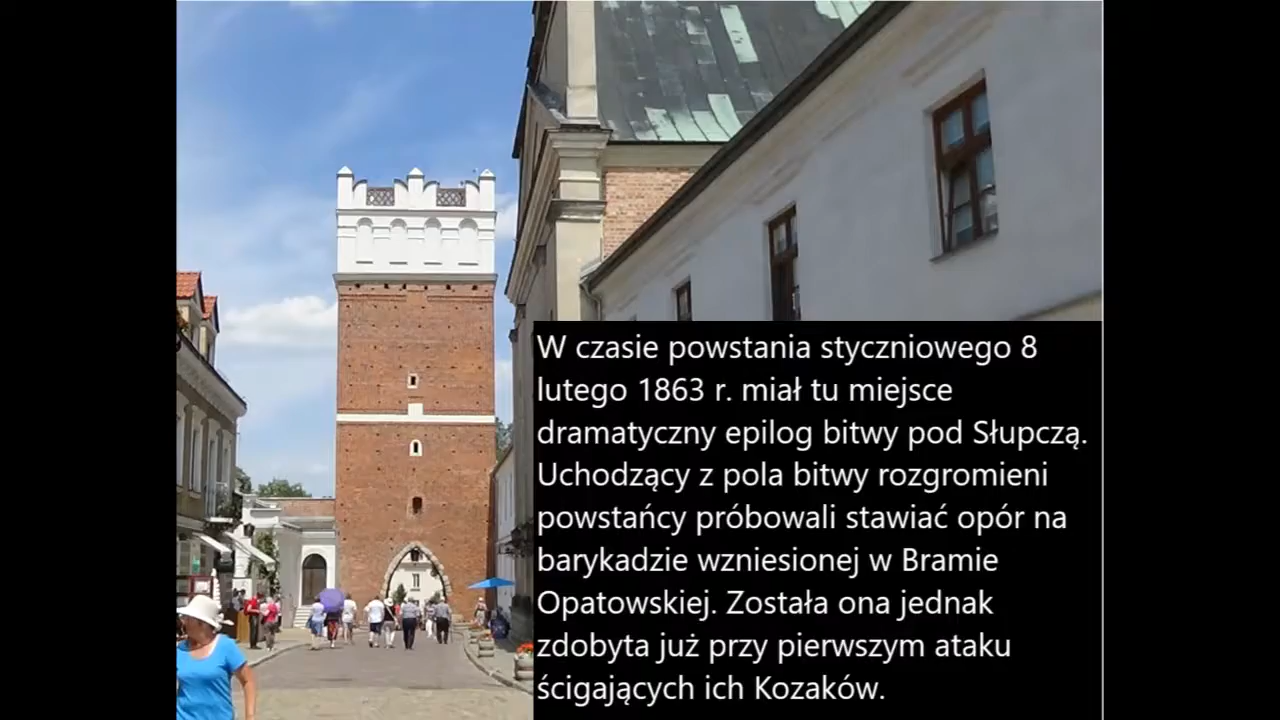 W czasie powstania styczniowego 8
lutego 1863 r. miał tu miejsce
dramatyczny epilog bitwy pod Słupczą.
Uchodzący z pola bitwy rozgromieni
powstańcy próbowali stawiać opór na
barykadzie wzniesionej w Bramie
Opatowskiej. Została ona jednak
zdobyta już przy pierwszym ataku
ścigających ich Kozaków.